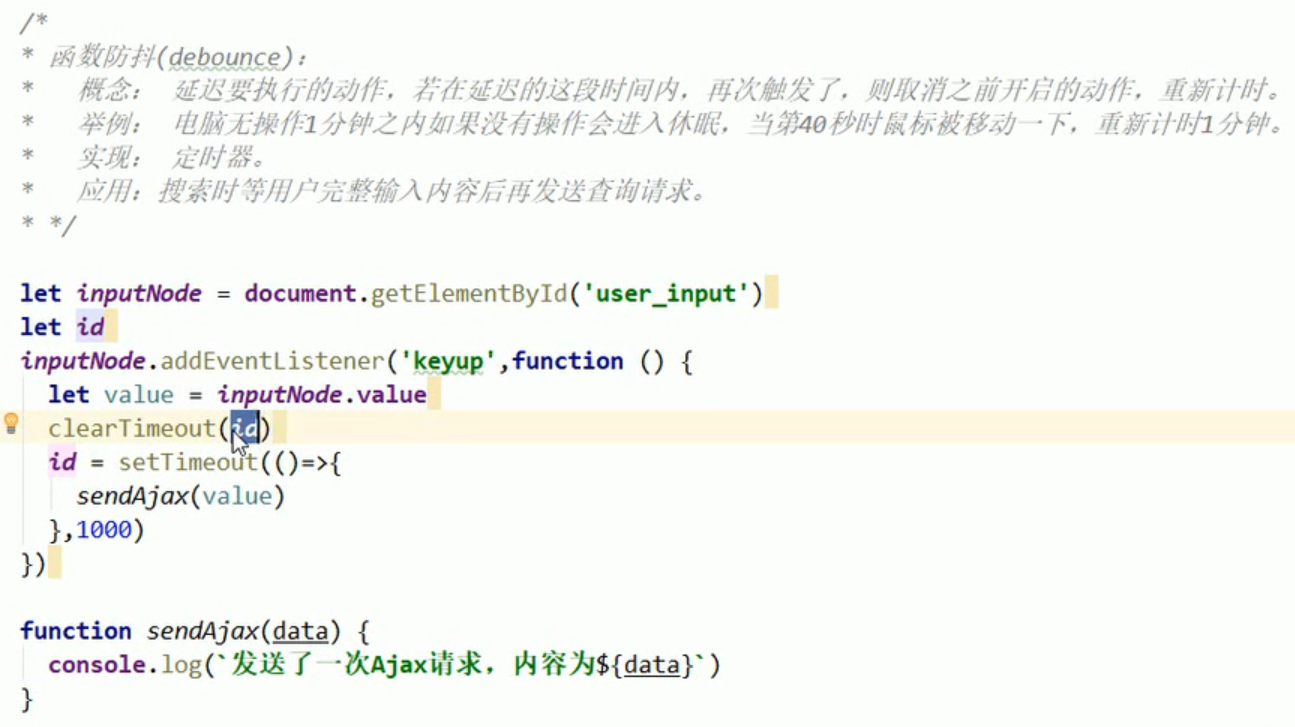 /*
* 函数防抖(debounce)：
*   概念： 延迟要执行的动作，若在延迟的这段时间内，再次触发了，则取消之前开启的动作，重新计时。
*   举例： 电脑无操作1分钟之内如果没有操作会进入休眠，当第40秒时鼠标被移动一下，重新计时1分钟。
*   实现： 定时器。
*   应用：搜索时等用户完整输入内容后再发送查询请求。
* */
let inputNode = document.getElementById('user_input')
let id
inputNode.addEventListener('keyup',function () {
  let value = inputNode.value
  clearTimeout(id)
  id = setTimeout(()=>{
    sendAjax(value)
  },1000)
})
function sendAjax(data) {
  console.log(`发送了一次Ajax请求，内容为${data}`)
}